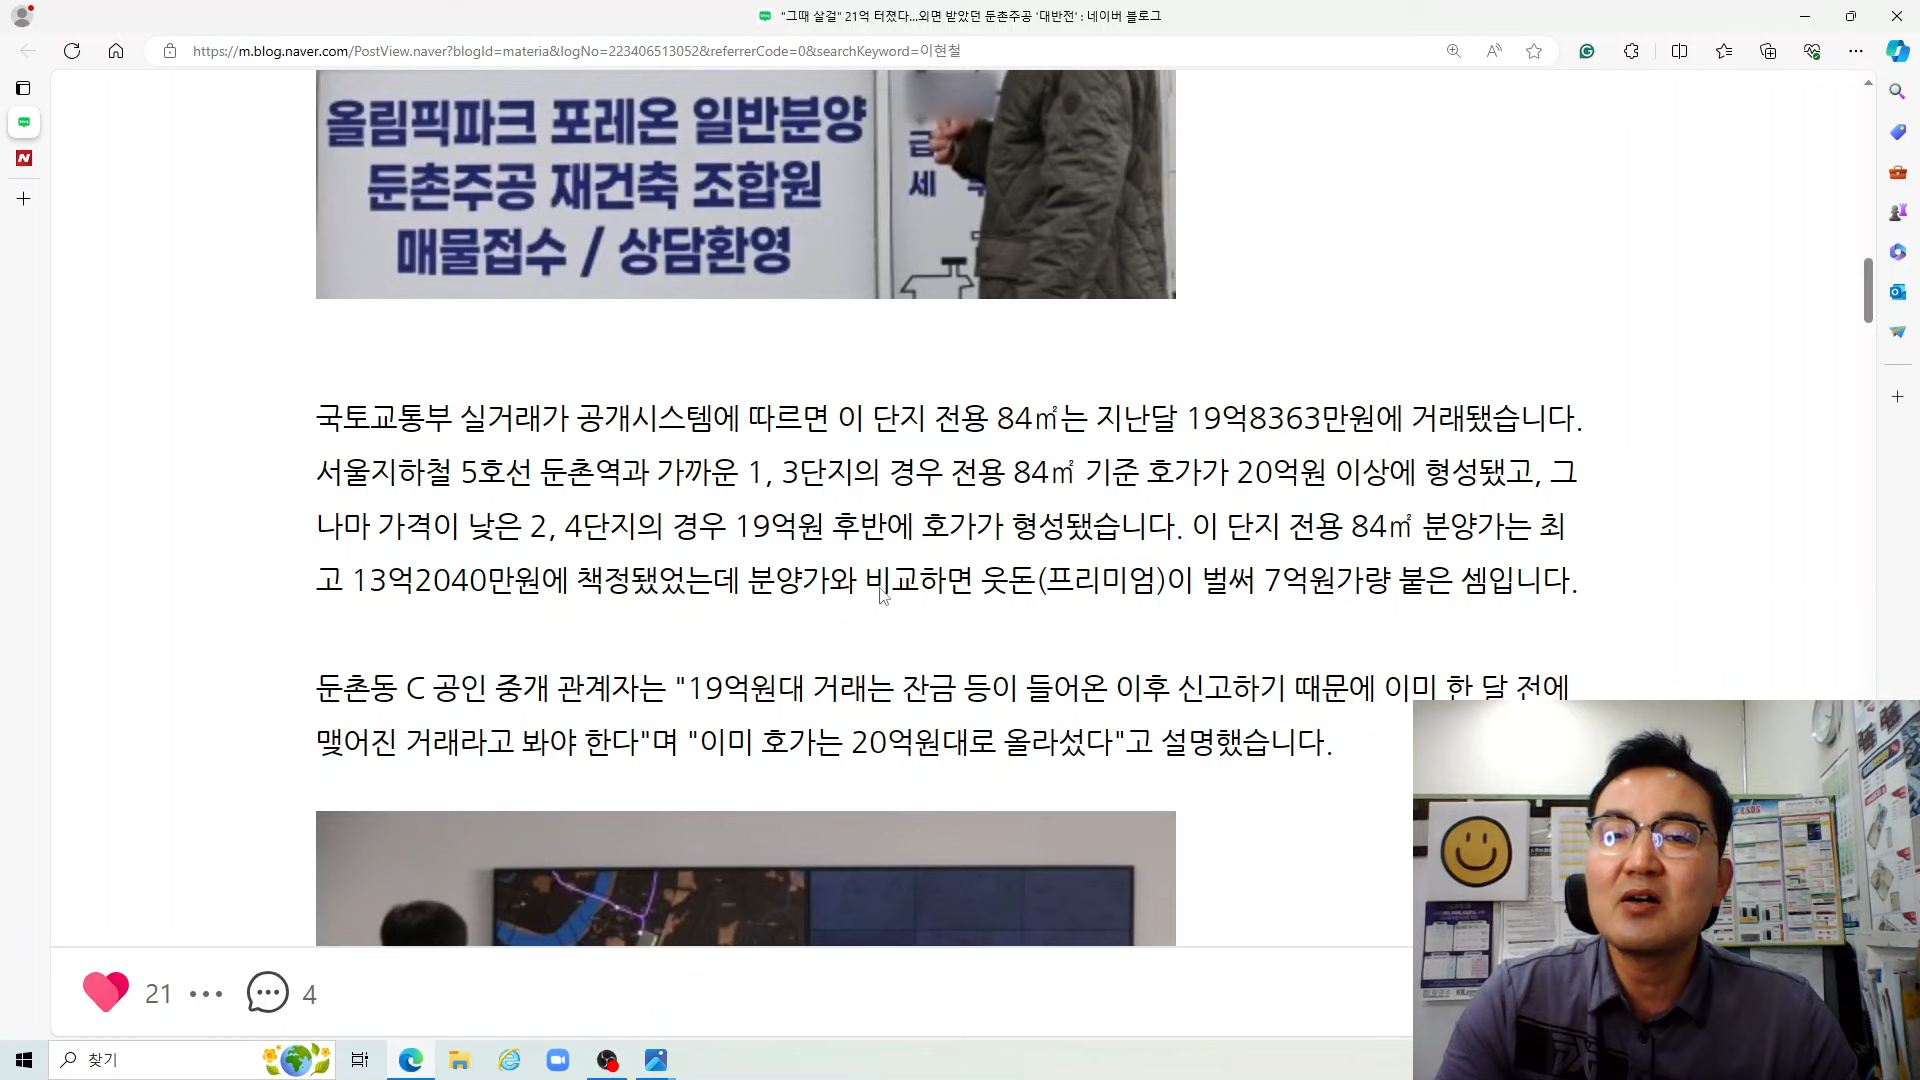 "그때 살걸" 21억 터졌다...외면 받았던 둔촌주공 '대반전' : 네이버 블로그
https://m.blog.naver.com/PostView.naver?blogId=materia&logNo=223406513052&referrerCode=0&searchKeyword=이현철
올림픽파크 포레온 일반분양
둔촌주공 재건축 조합원
매물접수 / 상담환영
급
세
국토교통부 실거래가 공개시스템에 따르면 이 단지 전용 84㎡는 지난달 19억8363만원에 거래됐습니다.
서울지하철 5호선 둔촌역과 가까운 1, 3단지의 경우 전용 84㎡ 기준 호가가 20억원 이상에 형성됐고, 그
나마 가격이 낮은 2, 4단지의 경우 19억원 후반에 호가가 형성됐습니다. 이 단지 전용 84㎡ 분양가는 최
고 13억2040만원에 책정됐었는데 분양가와 비교하면 웃돈(프리미엄)이 벌써 7억원가량 붙은 셈입니다.
둔촌동 C 공인 중개 관계자는 "19억원대 거래는 잔금 등이 들어온 이후 신고하기 때문에 이미 한 달 전에
맺어진 거래라고 봐야 한다"며 "이미 호가는 20억원대로 올라섰다"고 설명했습니다.
21
4
찾기